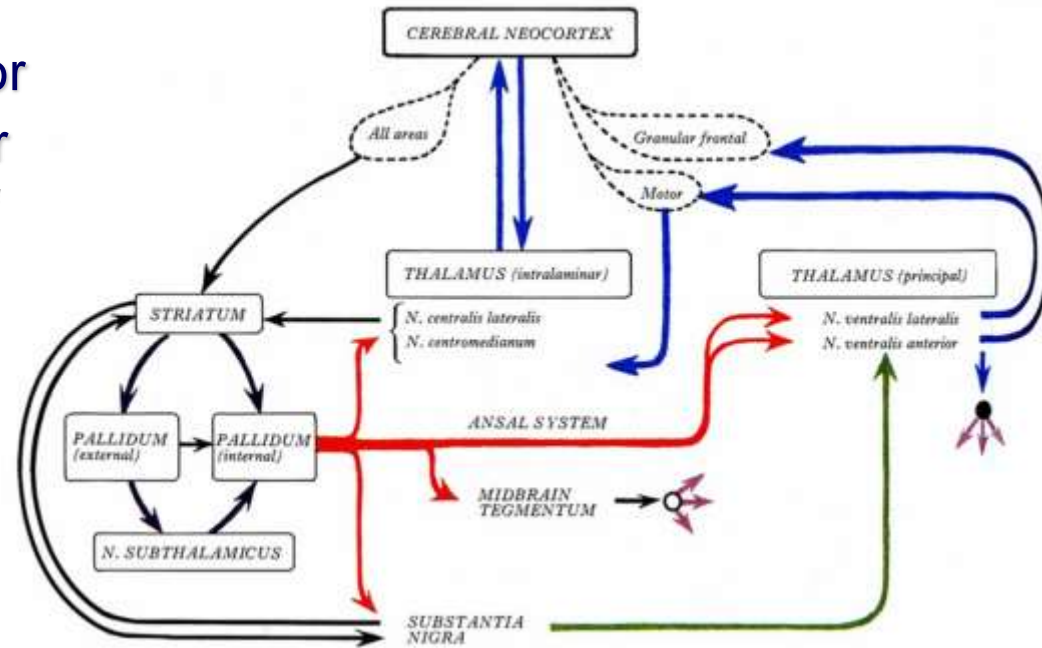 or
r
CEREBRAL NEOCORTEX
All areas
Granular frontal
Motor
THALAMUS (intralaminar)
THALAMUS (principal)
N. centralis lateralis
N. centromedianum
N. ventralis lateralis
N. ventralis anterior
STRIATUM
ANSAL SYSTEM
PALLIDUM
(external)
PALLIDUM
(internal)
MIDBRAIN
TEGMENTUM
N. SUBTHALAMICUS
SUBSTANTIA
NIGRA